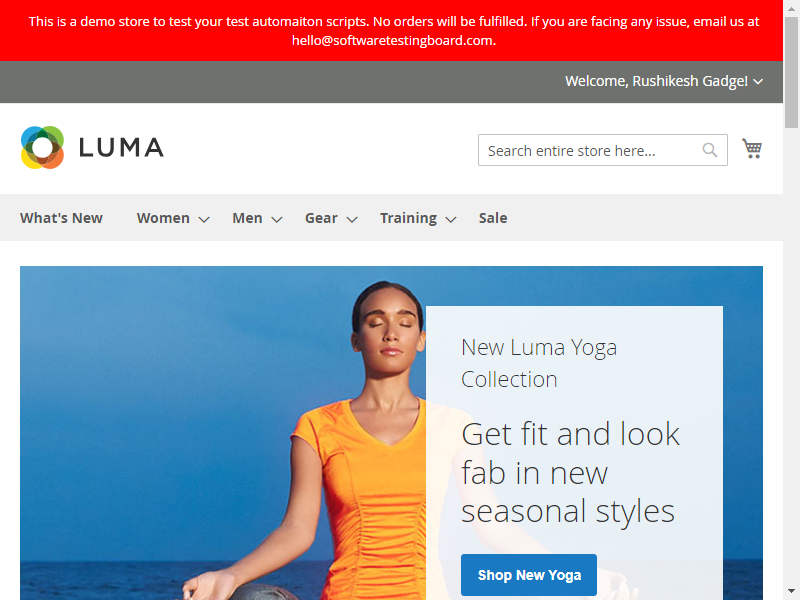 This is a demo store to test your test automaiton scripts. No orders will be fulfilled. If you are facing any issue, email us at
hello@softwaretestingboard.com.
Welcome, Rushikesh Gadge!
LUMA
Search entire store here...
What's New Women Men Gear Training Sale
New Luma Yoga
Collection
Get fit and look
fab in new
seasonal styles
Shop New Yoga